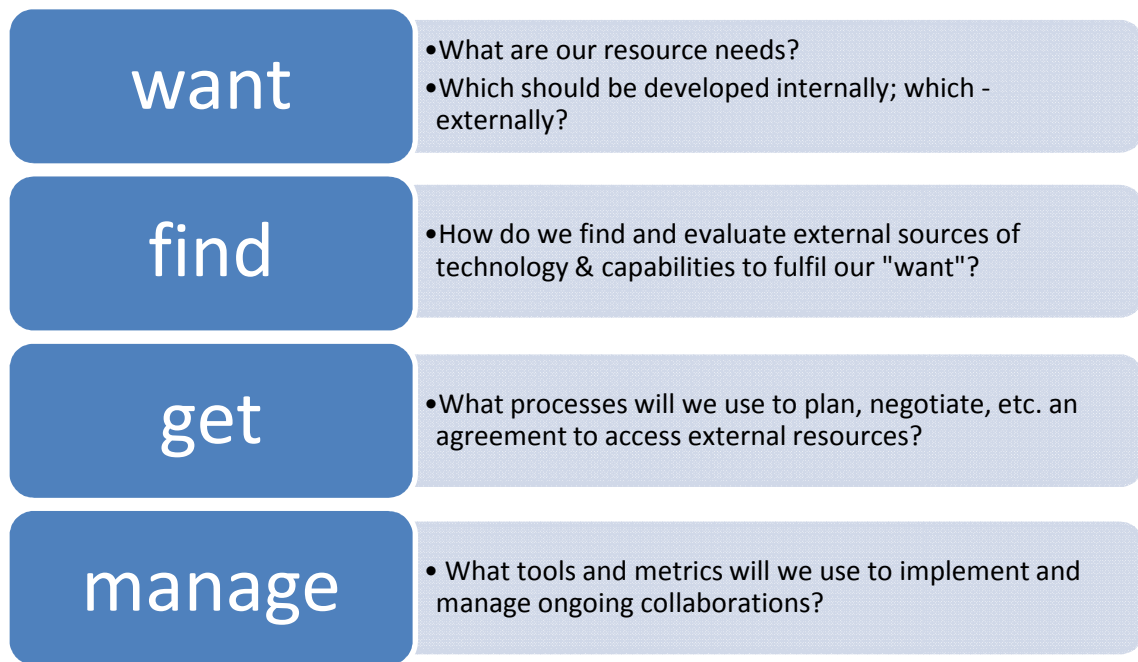 want
•What are our resource needs?
•Which should be developed internally; which -
externally?
find
•How do we find and evaluate external sources of
technology & capabilities to fulfil our "want"?
get
•What processes will we use to plan, negotiate, etc. an
agreement to access external resources?
manage
• What tools and metrics will we use to implement and
manage ongoing collaborations?